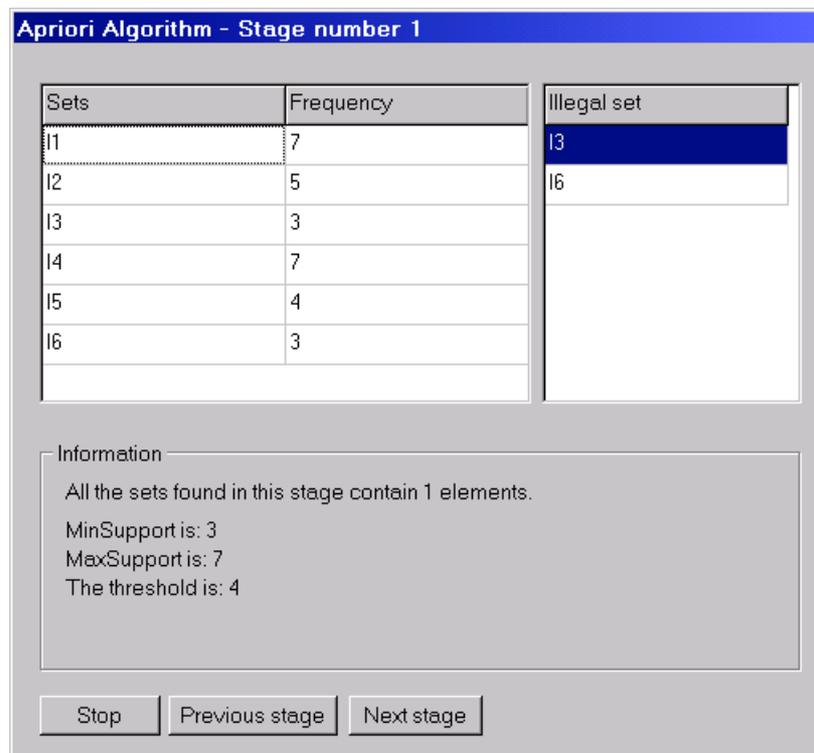 Apriori Algorithm - Stage number 1
Sets Frequency Illegal set
I1 7 I3
I2 5 I6
I3 3
I4 7
I5 4
I6 3
Information
All the sets found in this stage contain 1 elements.
MinSupport is: 3
MaxSupport is: 7
The threshold is: 4
Stop Previous stage Next stage